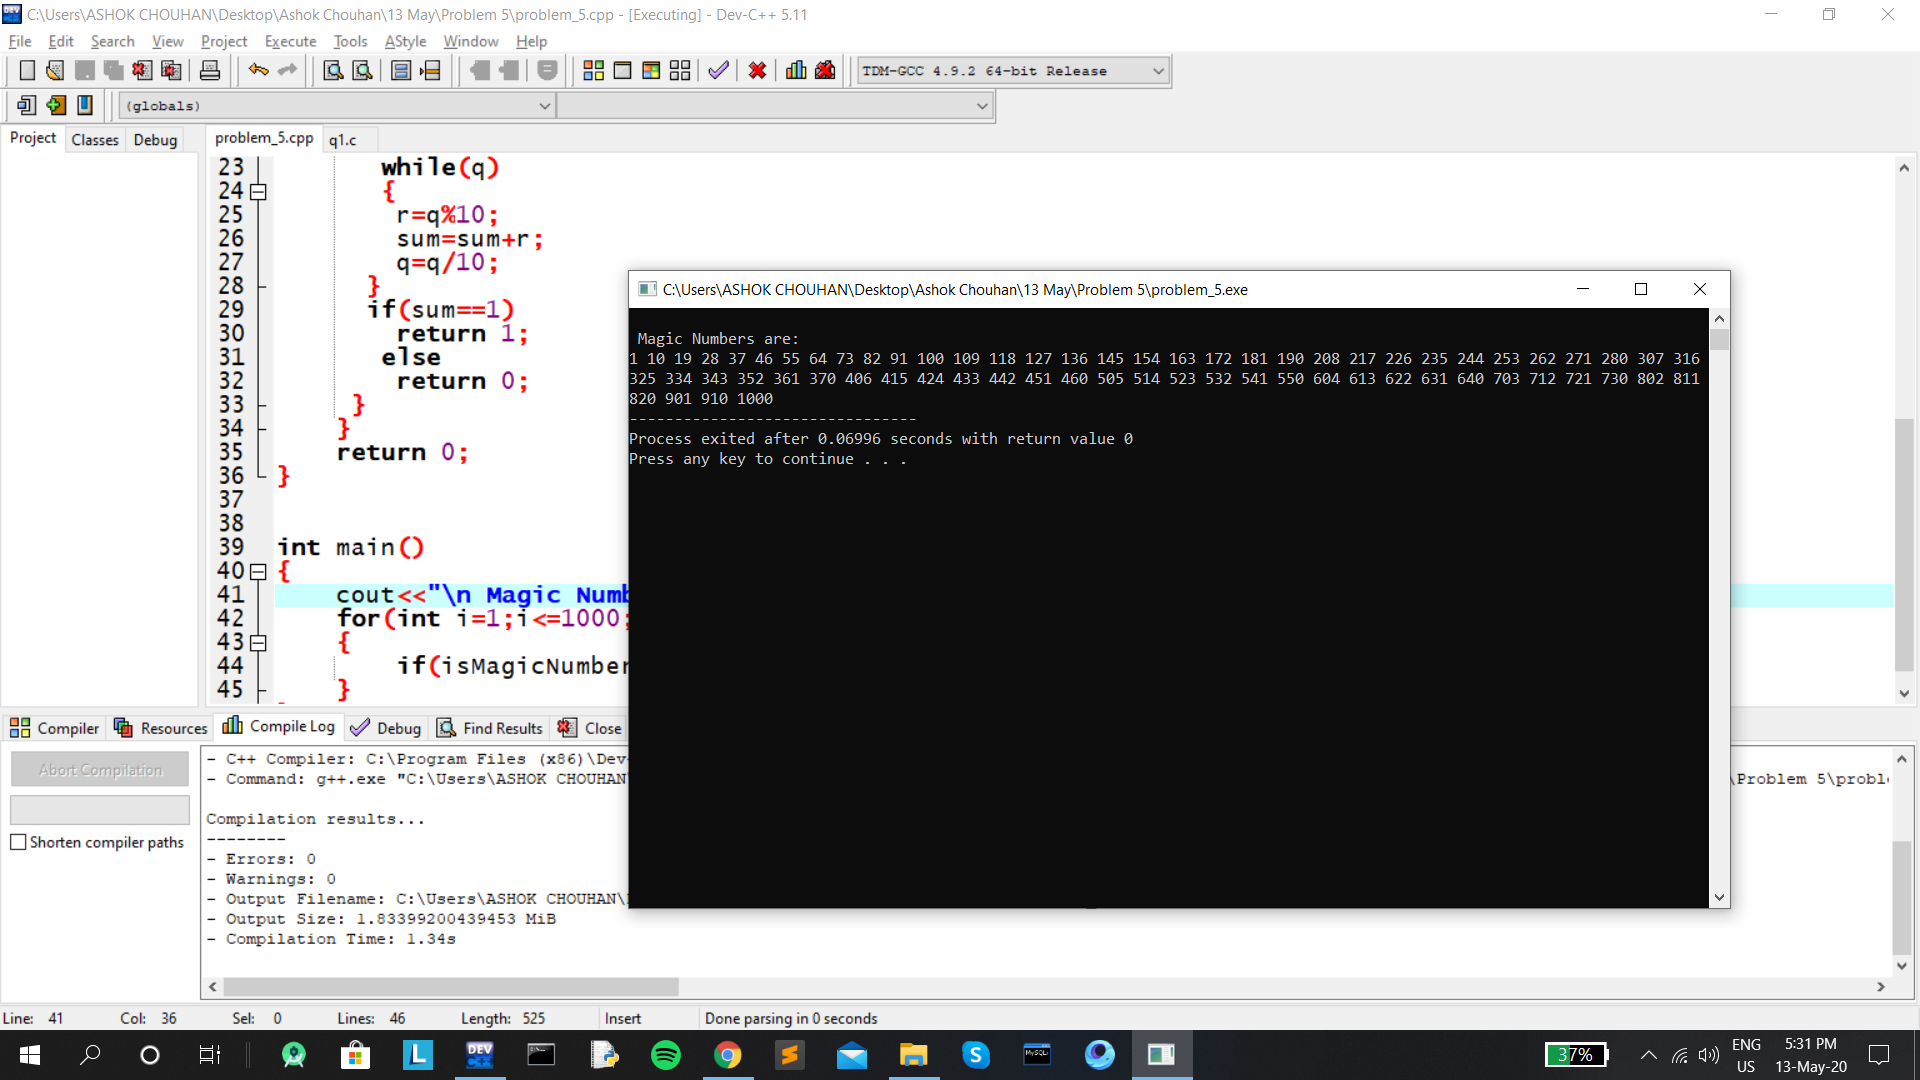 C:\Users\ASHOK CHOUHAN\Desktop\Ashok Chouhan\13 May\Problem 5\problem_5.cpp - [Executing] - Dev-C++ 5.11
File Edit Search View Project Execute Tools AStyle Window Help
TDM-GCC 4.9.2 64-bit Release
(globals)
Project Classes Debug
problem_5.cpp q1.c
23 while(q)
24 {
25 r=q%10;
26 sum=sum+r;
27 q=q/10;
28 }
29 if(sum==1)
30 return 1;
31 else
32 return 0;
33 }
34 }
35 return 0;
36 }
37
38
39 int main()
40 {
41 cout<<"\n Magic Numb
42 for(int i=1;i<=1000;
43 {
44 if(isMagicNumber
45 }
C:\Users\ASHOK CHOUHAN\Desktop\Ashok Chouhan\13 May\Problem 5\problem_5.exe
Magic Numbers are:
1 10 19 28 37 46 55 64 73 82 91 100 109 118 127 136 145 154 163 172 181 190 208 217 226 235 244 253 262 271 280 307 316
325 334 343 352 361 370 406 415 424 433 442 451 460 505 514 523 532 541 550 604 613 622 631 640 703 712 721 730 802 811
820 901 910 1000
--------------------------------
Process exited after 0.06996 seconds with return value 0
Press any key to continue . . .
Compiler Resources Compile Log Debug Find Results Close
Abort Compilation
Shorten compiler paths
- C++ Compiler: C:\Program Files (x86)\Dev-
- Command: g++.exe "C:\Users\ASHOK CHOUHAN\ \Problem 5\probl
Compilation results...
--------
- Errors: 0
- Warnings: 0
- Output Filename: C:\Users\ASHOK CHOUHAN\
- Output Size: 1.83399200439453 MiB
- Compilation Time: 1.34s
Line: 41 Col: 36 Sel: 0 Lines: 46 Length: 525 Insert Done parsing in 0 seconds
L
DEV C++
MySQL
37%
ENG
US
5:31 PM
13-May-20